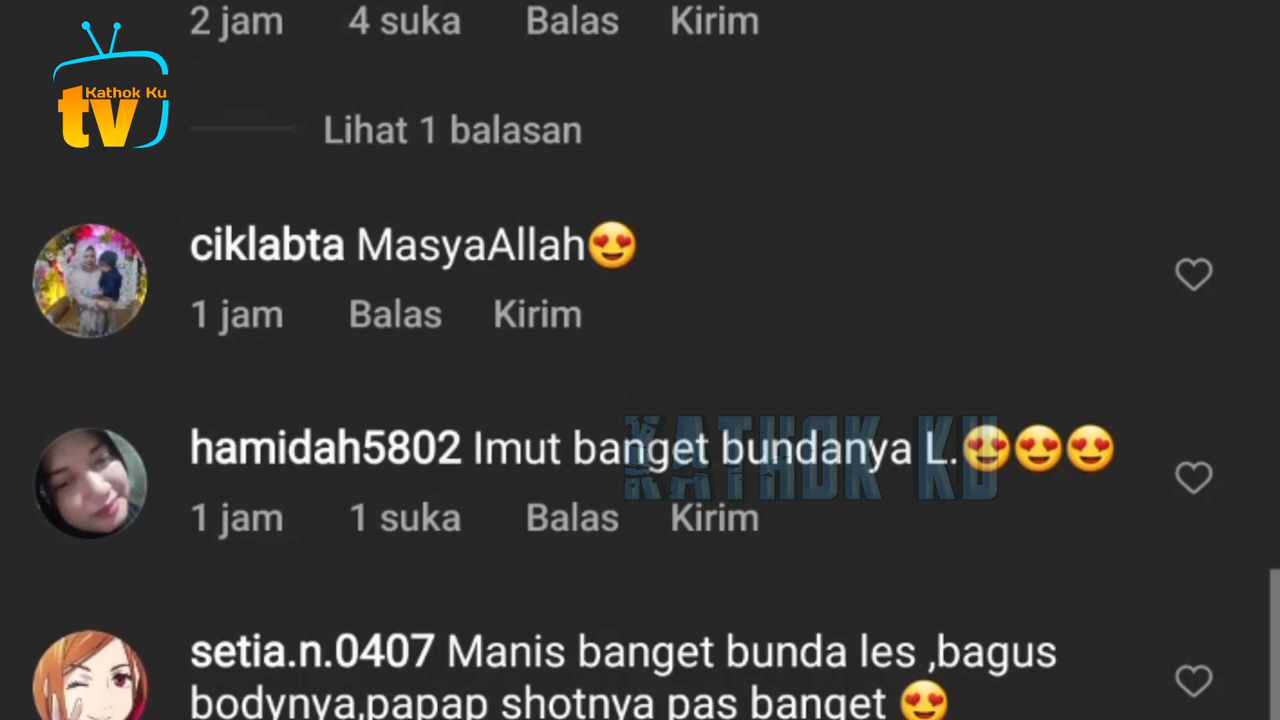 2 jam 4 suka Balas Kirim
Kathok Ku
tv
Lihat 1 balasan
ciklabta MasyaAllah😍
1 jam Balas Kirim
hamidah5802 Imut banget bundanya L.😍😍😍
KATHOK KU
1 jam 1 suka Balas Kirim
setia.n.0407 Manis banget bunda les ,bagus
bodynya,papap shotnya pas banget 😍